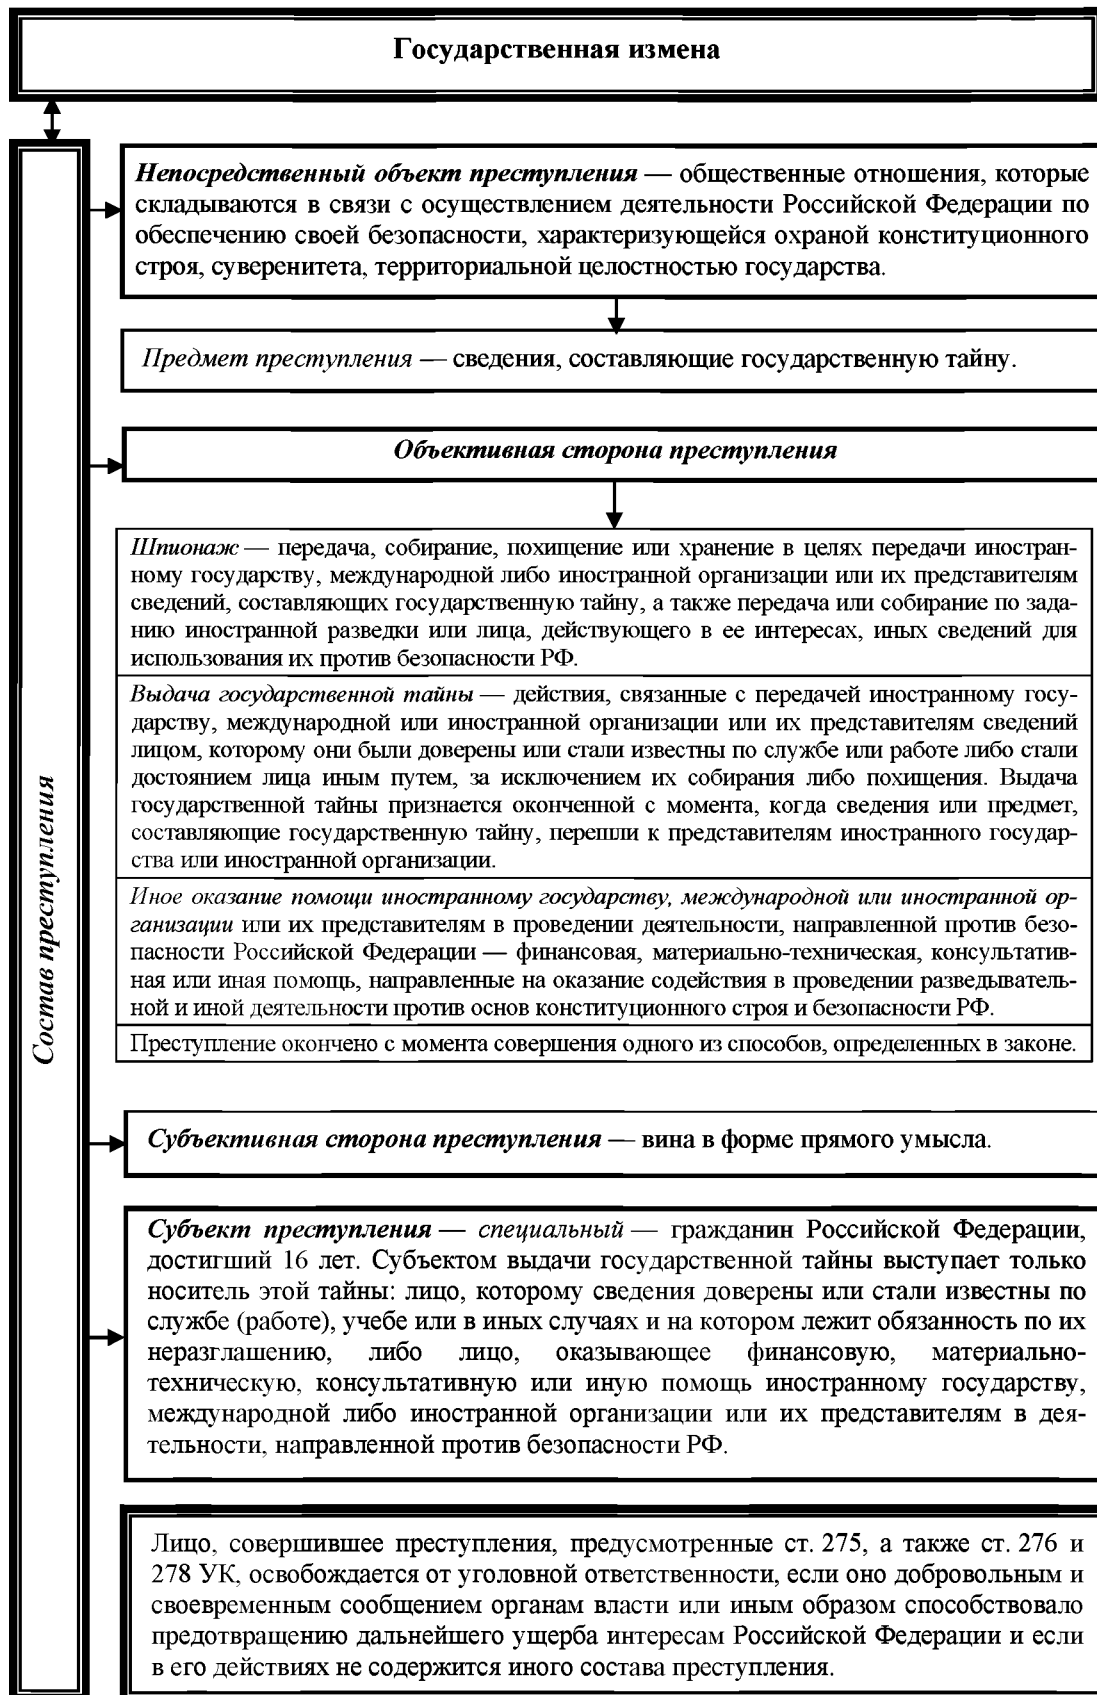 Государственная измена
Состав преступления
Непосредственный объект преступления — общественные отношения, которые
складываются в связи с осуществлением деятельности Российской Федерации по
обеспечению своей безопасности, характеризующейся охраной конституционного
строя, суверенитета, территориальной целостностью государства.
Предмет преступления — сведения, составляющие государственную тайну.
Объективная сторона преступления
Шпионаж — передача, собирание, похищение или хранение в целях передачи иностран-
ному государству, международной либо иностранной организации или их представителям
сведений, составляющих государственную тайну, а также передача или собирание по зада-
нию иностранной разведки или лица, действующего в ее интересах, иных сведений для
использования их против безопасности РФ.
Выдача государственной тайны — действия, связанные с передачей иностранному госу-
дарству, международной или иностранной организации или их представителям сведений
лицом, которому они были доверены или стали известны по службе или работе либо стали
достоянием лица иным путем, за исключением их собирания либо похищения. Выдача
государственной тайны признается оконченной с момента, когда сведения или предмет,
составляющие государственную тайну, перешли к представителям иностранного государ-
ства или иностранной организации.
Иное оказание помощи иностранному государству, международной или иностранной ор-
ганизации или их представителям в проведении деятельности, направленной против безо-
пасности Российской Федерации — финансовая, материально-техническая, консультатив-
ная или иная помощь, направленные на оказание содействия в проведении разведыватель-
ной и иной деятельности против основ конституционного строя и безопасности РФ.
Преступление окончено с момента совершения одного из способов, определенных в законе.
Субъективная сторона преступления — вина в форме прямого умысла.
Субъект преступления — специальный — гражданин Российской Федерации,
достигший 16 лет. Субъектом выдачи государственной тайны выступает только
носитель этой тайны: лицо, которому сведения доверены или стали известны по
службе (работе), учебе или в иных случаях и на котором лежит обязанность по их
неразглашению, либо лицо, оказывающее финансовую, материально-
техническую, консультативную или иную помощь иностранному государству,
международной либо иностранной организации или их представителям в дея-
тельности, направленной против безопасности РФ.
Лицо, совершившее преступления, предусмотренные ст. 275, а также ст. 276 и
278 УК, освобождается от уголовной ответственности, если оно добровольным и
своевременным сообщением органам власти или иным образом способствовало
предотвращению дальнейшего ущерба интересам Российской Федерации и если
в его действиях не содержится иного состава преступления.